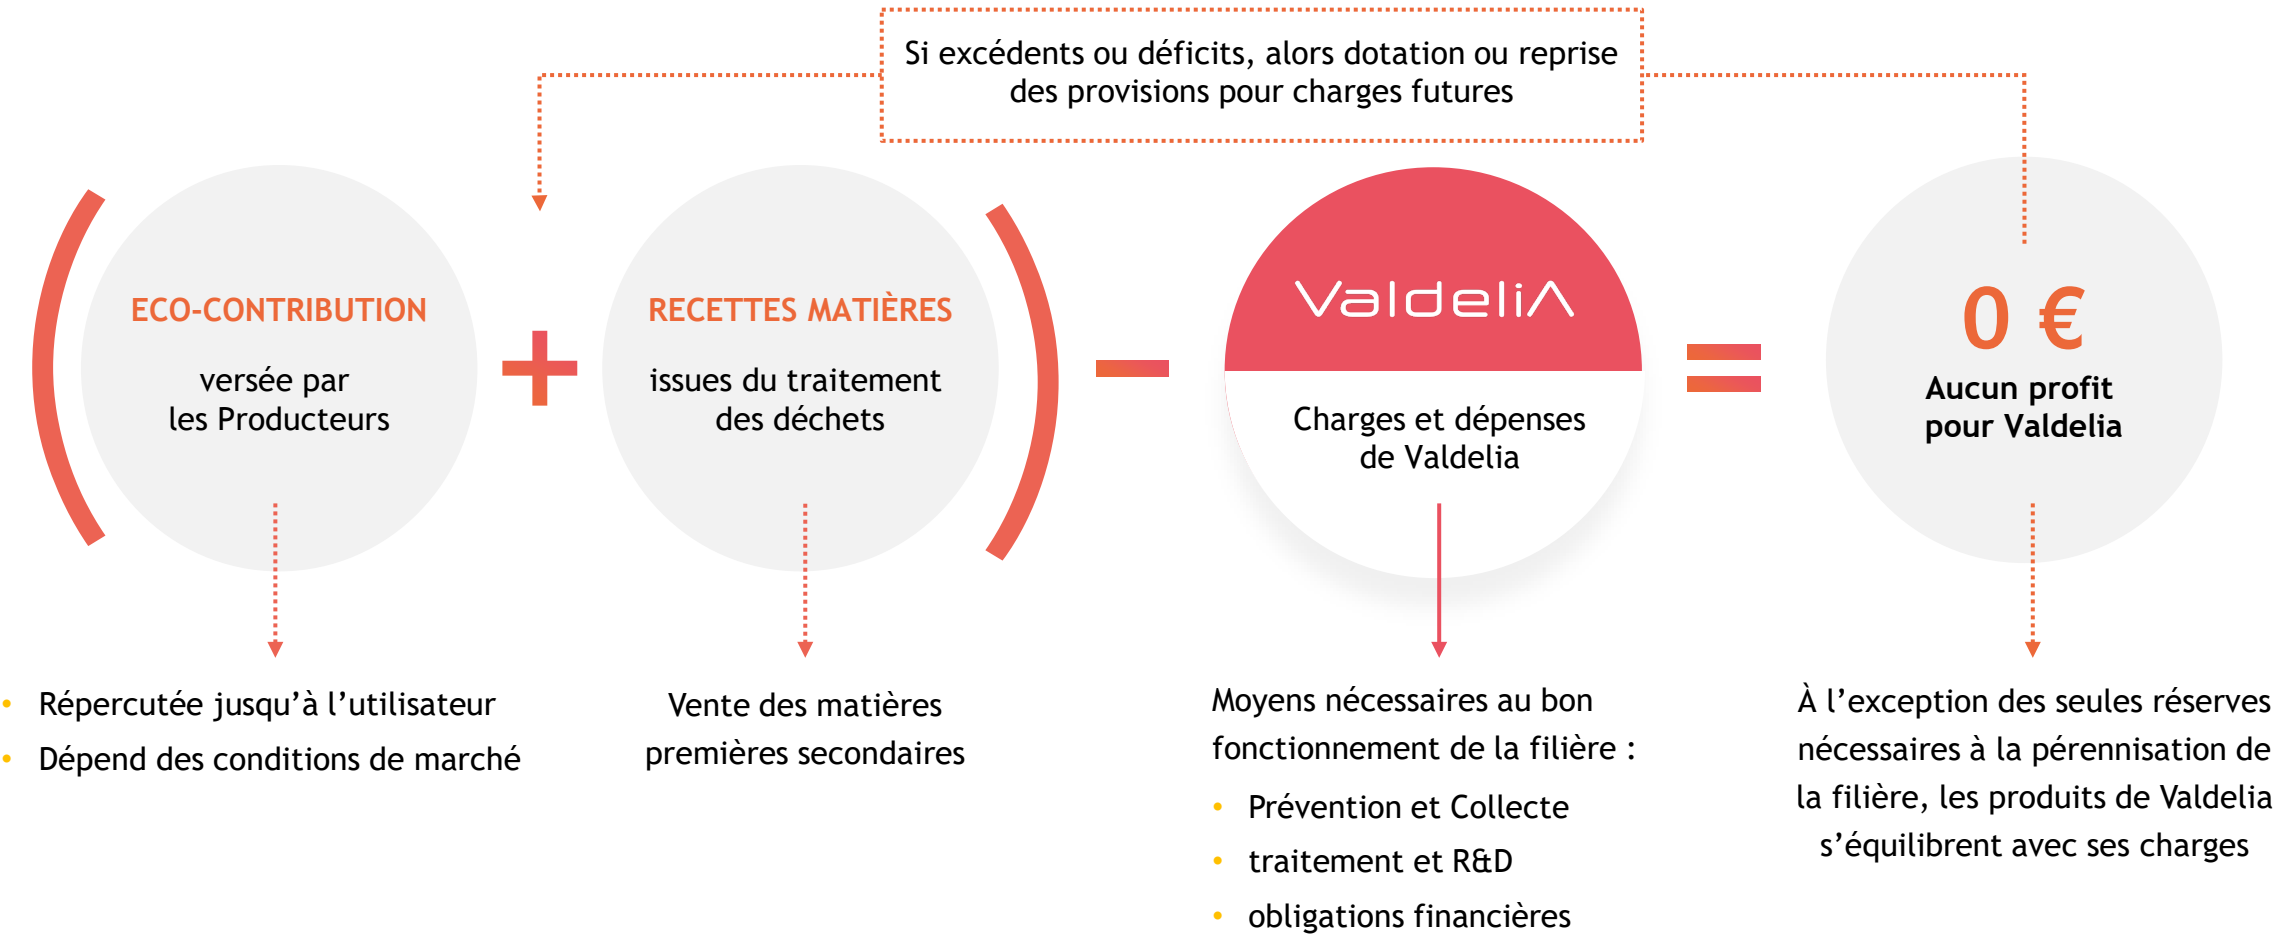 Si excédents ou déficits, alors dotation ou reprise
des provisions pour charges futures
ECO-CONTRIBUTION
versée par
les Producteurs
+
RECETTES MATIÈRES
issues du traitement
des déchets
ValdeliA
Charges et dépenses
de Valdelia
=
0 €
Aucun profit
pour Valdelia
• Répercutée jusqu’à l’utilisateur
• Dépend des conditions de marché
Vente des matières
premières secondaires
Moyens nécessaires au bon
fonctionnement de la filière :
• Prévention et Collecte
• traitement et R&D
• obligations financières
À l’exception des seules réserves
nécessaires à la pérennisation de
la filière, les produits de Valdelia
s’équilibrent avec ses charges